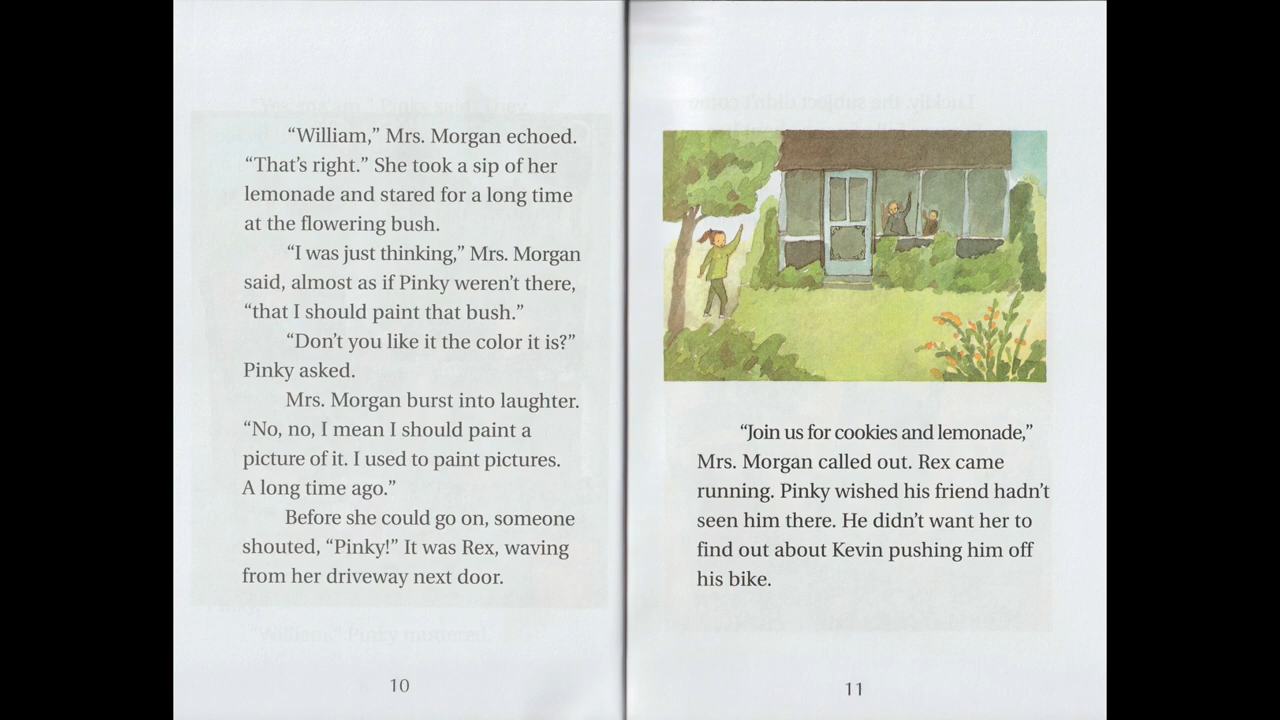 “William,” Mrs. Morgan echoed.
“That’s right.” She took a sip of her
lemonade and stared for a long time
at the flowering bush.
“I was just thinking,” Mrs. Morgan
said, almost as if Pinky weren’t there,
“that I should paint that bush.”
“Don’t you like it the color it is?”
Pinky asked.
Mrs. Morgan burst into laughter.
“No, no, I mean I should paint a
picture of it. I used to paint pictures.
A long time ago.”
Before she could go on, someone
shouted, “Pinky!” It was Rex, waving
from her driveway next door.
10
“Join us for cookies and lemonade,”
Mrs. Morgan called out. Rex came
running. Pinky wished his friend hadn’t
seen him there. He didn’t want her to
find out about Kevin pushing him off
his bike.
11